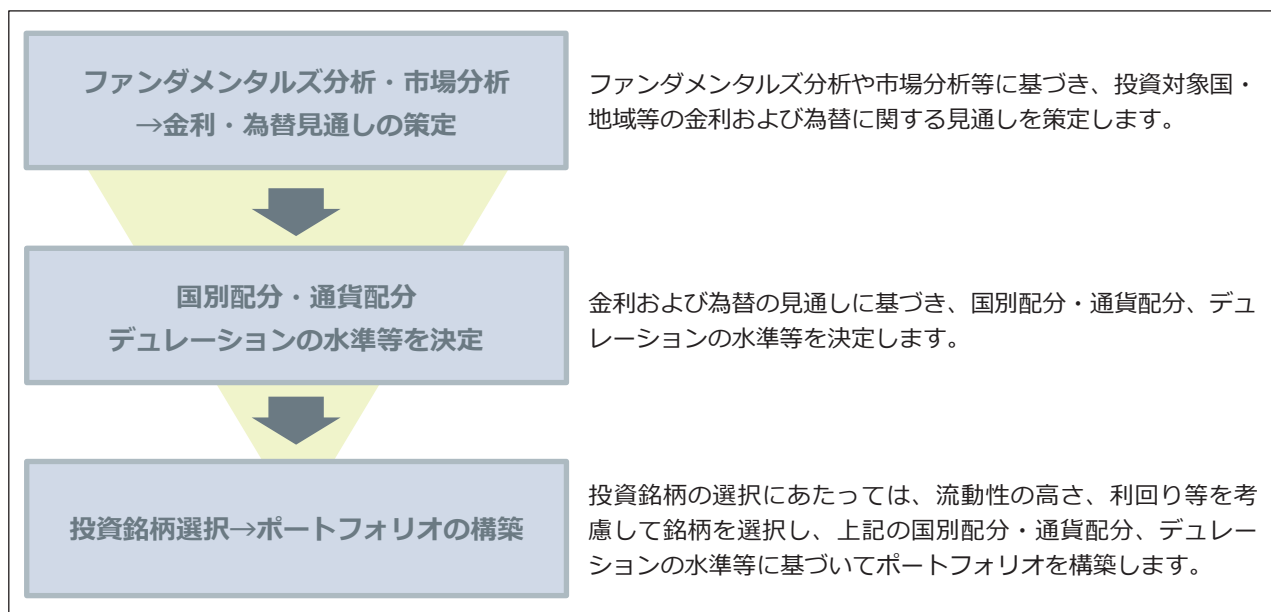 ファンダメンタルズ分析・市場分析
→金利・為替見通しの策定
ファンダメンタルズ分析や市場分析等に基づき、投資対象国・
地域等の金利および為替に関する見通しを策定します。
国別配分・通貨配分
デュレーションの水準等を決定
金利および為替の見通しに基づき、国別配分・通貨配分、デュ
レーションの水準等を決定します。
投資銘柄選択→ポートフォリオの構築
投資銘柄の選択にあたっては、流動性の高さ、利回り等を考
慮して銘柄を選択し、上記の国別配分・通貨配分、デュレー
ションの水準等に基づいてポートフォリオを構築します。